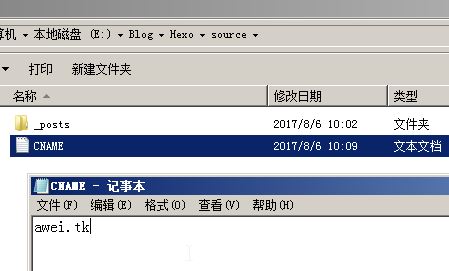 算机 ▸ 本地磁盘 (E:) ▸ Blog ▸ Hexo ▸ source ▸
打印 新建文件夹
名称 修改日期 类型
_posts 2017/8/6 10:02 文件夹
CNAME 2017/8/6 10:09 文本文档
CNAME - 记事本
文件(F) 编辑(E) 格式(O) 查看(V) 帮助(H)
awei.tk